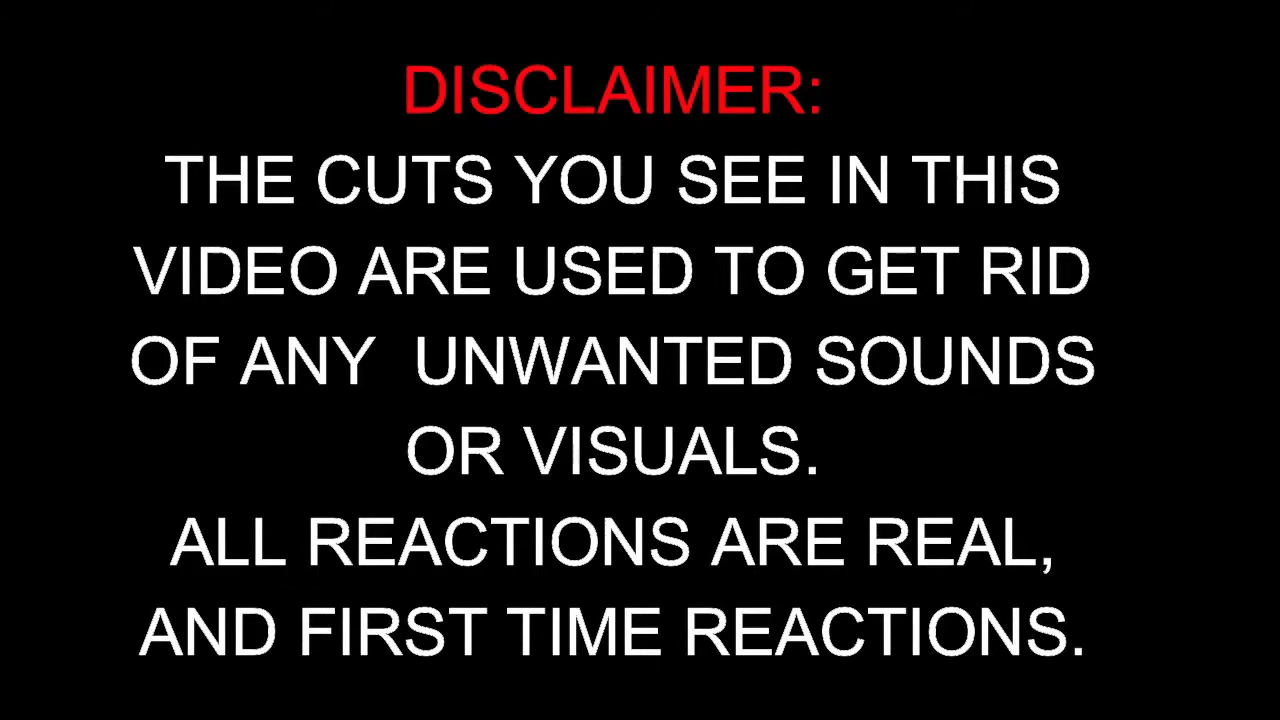 DISCLAIMER:
THE CUTS YOU SEE IN THIS
VIDEO ARE USED TO GET RID
OF ANY  UNWANTED SOUNDS
OR VISUALS.
ALL REACTIONS ARE REAL,
AND FIRST TIME REACTIONS.